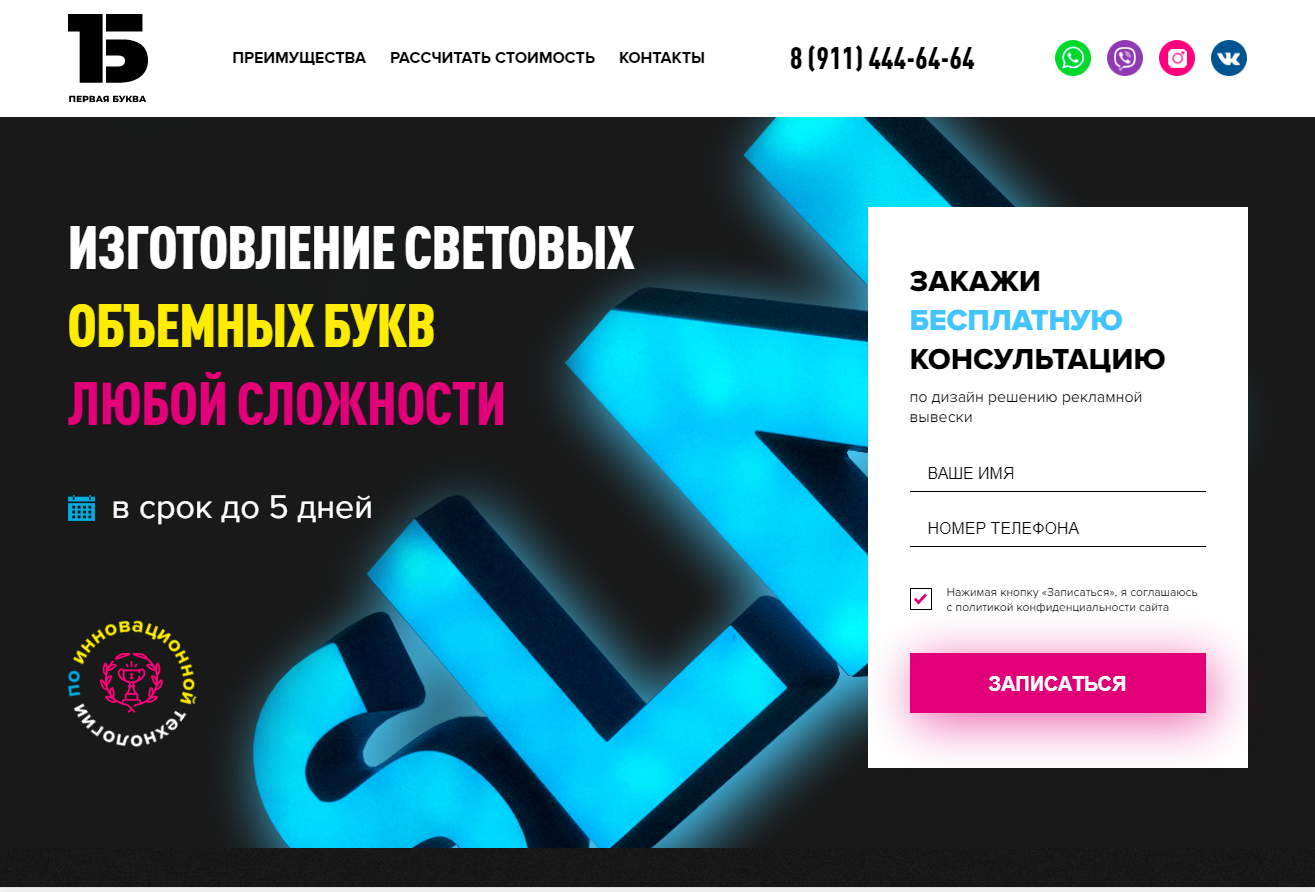 1Б
ПЕРВАЯ БУКВА
ПРЕИМУЩЕСТВА
РАССЧИТАТЬ СТОИМОСТЬ
КОНТАКТЫ
8 (911) 444-64-64
ИЗГОТОВЛЕНИЕ СВЕТОВЫХ
ОБЪЕМНЫХ БУКВ
ЛЮБОЙ СЛОЖНОСТИ
в срок до 5 дней
по инновационной технологии
SLM
ЗАКАЖИ
БЕСПЛАТНУЮ
КОНСУЛЬТАЦИЮ
по дизайн решению рекламной
вывески
ВАШЕ ИМЯ
НОМЕР ТЕЛЕФОНА
Нажимая кнопку «Записаться», я соглашаюсь
с политикой конфиденциальности сайта
ЗАПИСАТЬСЯ